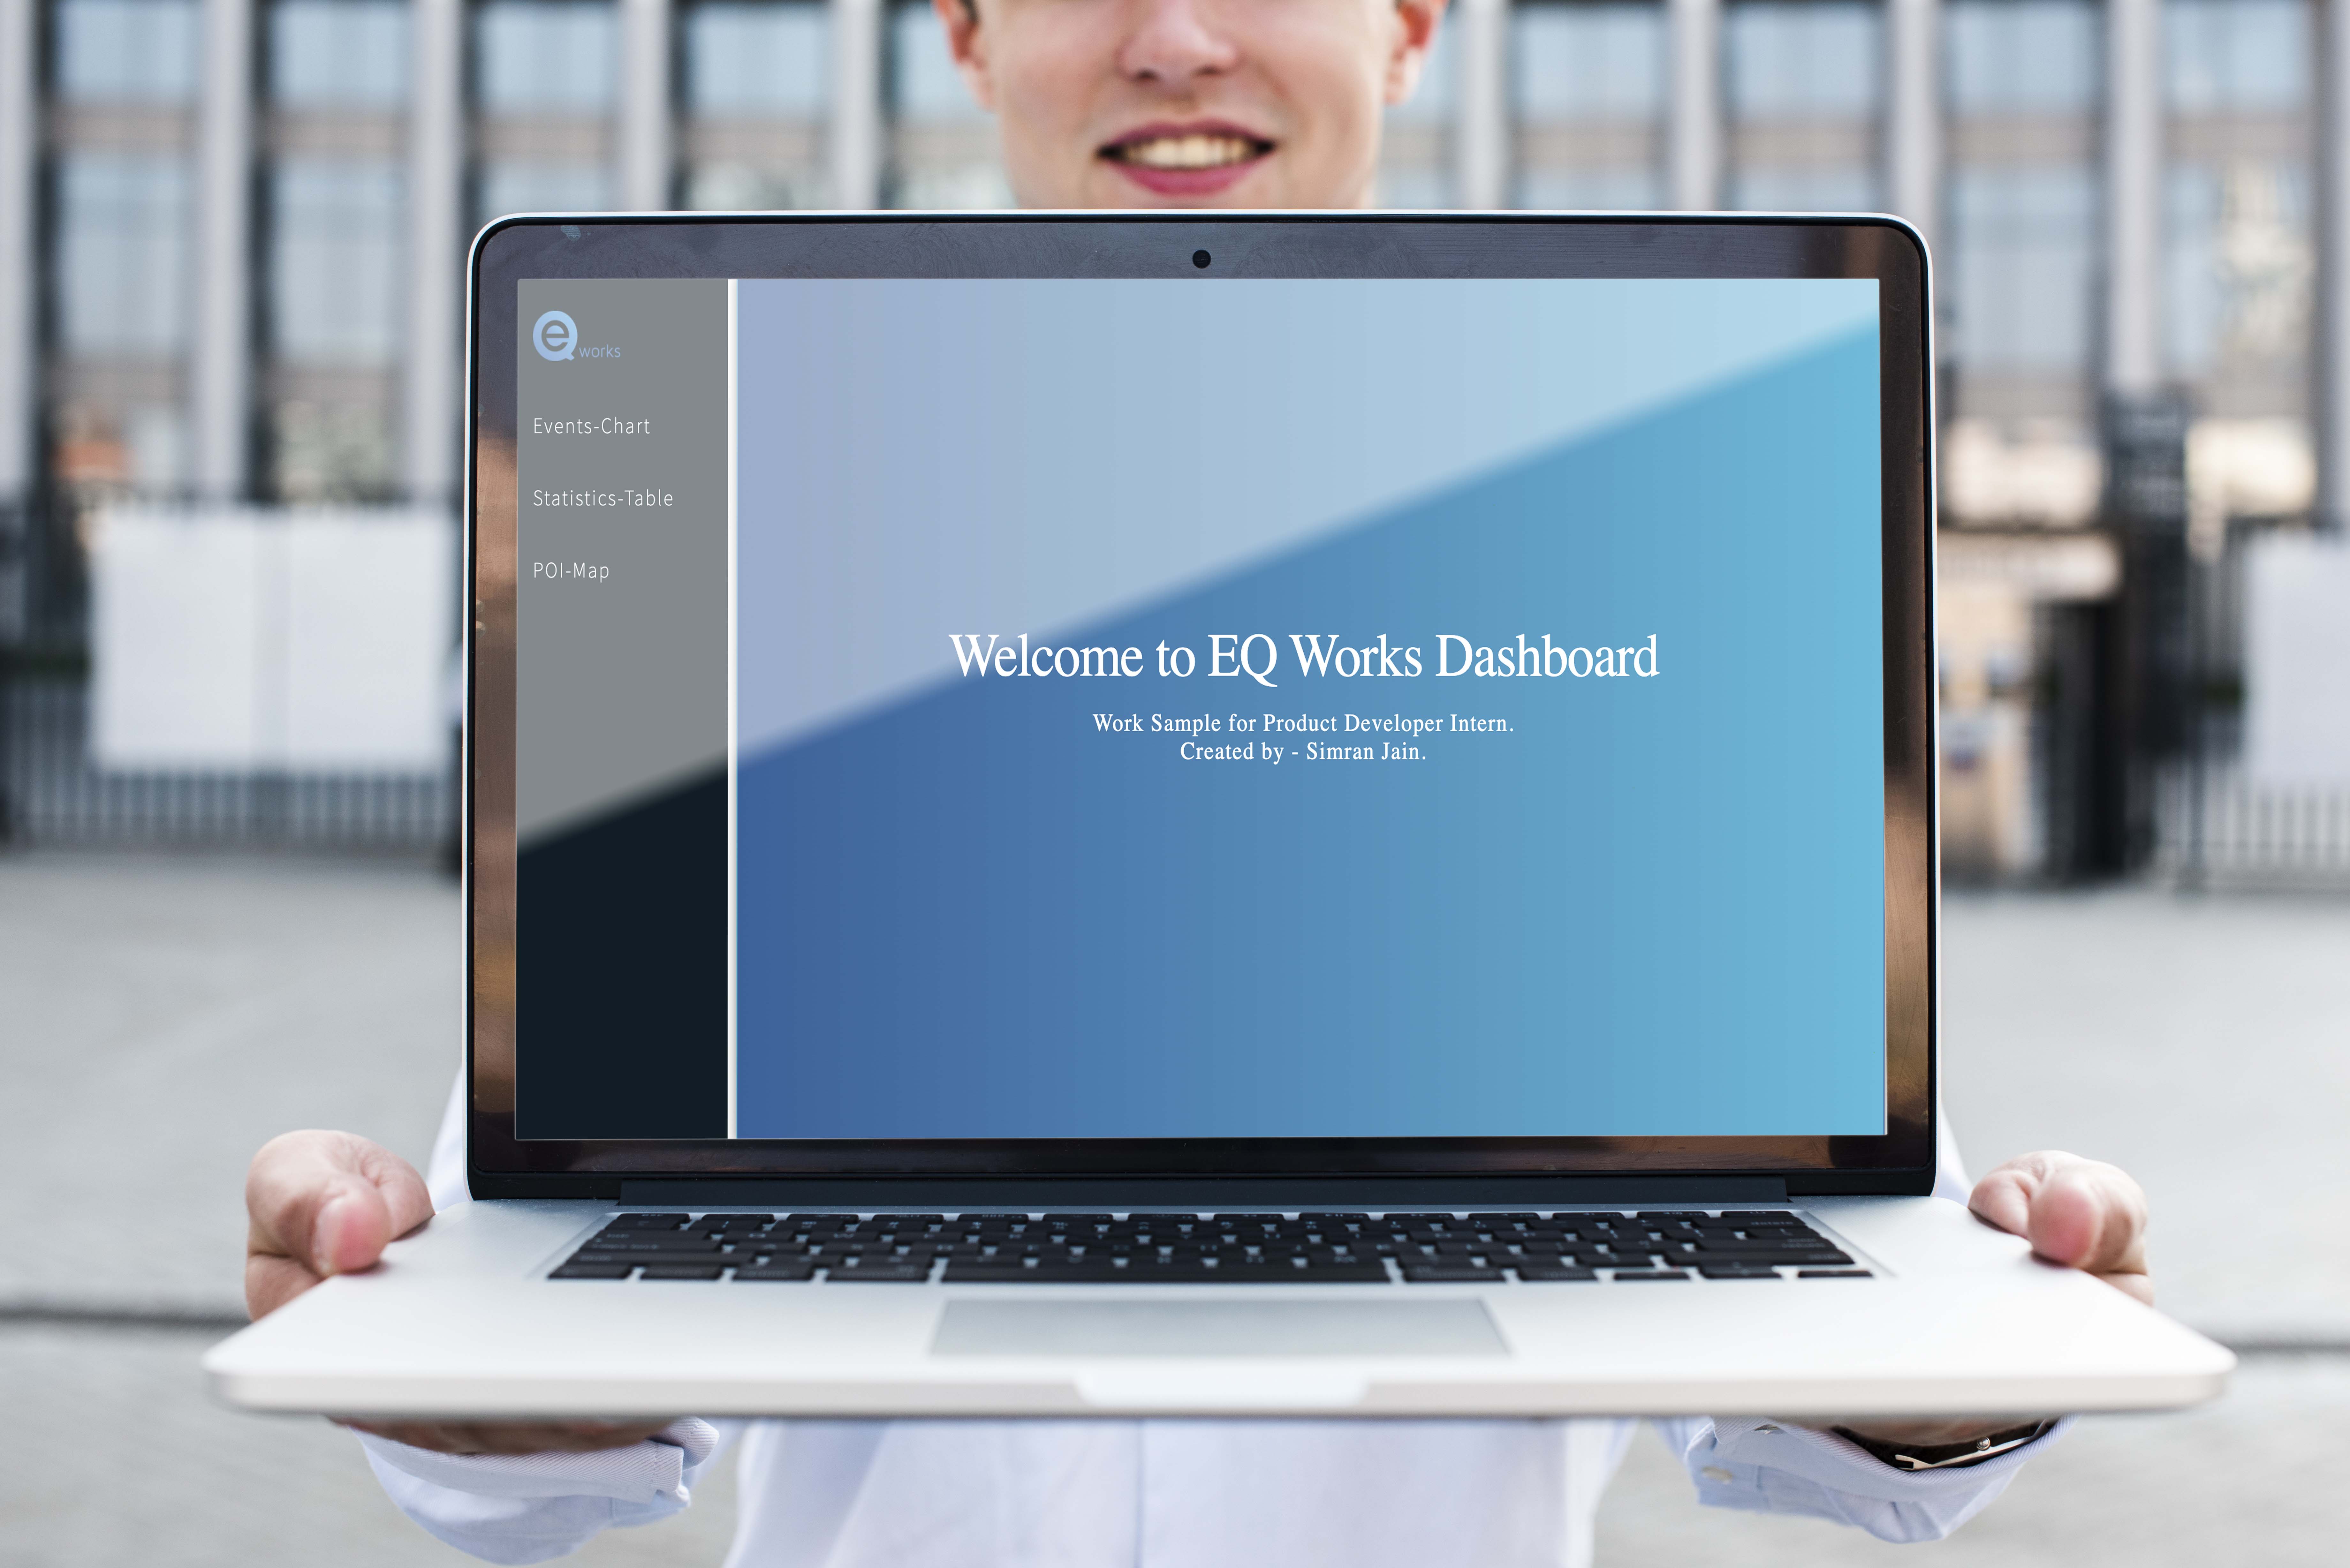 eQ works
Events-Chart
Statistics-Table
POI-Map
Welcome to EQ Works Dashboard
Work Sample for Product Developer Intern.
Created by - Simran Jain.